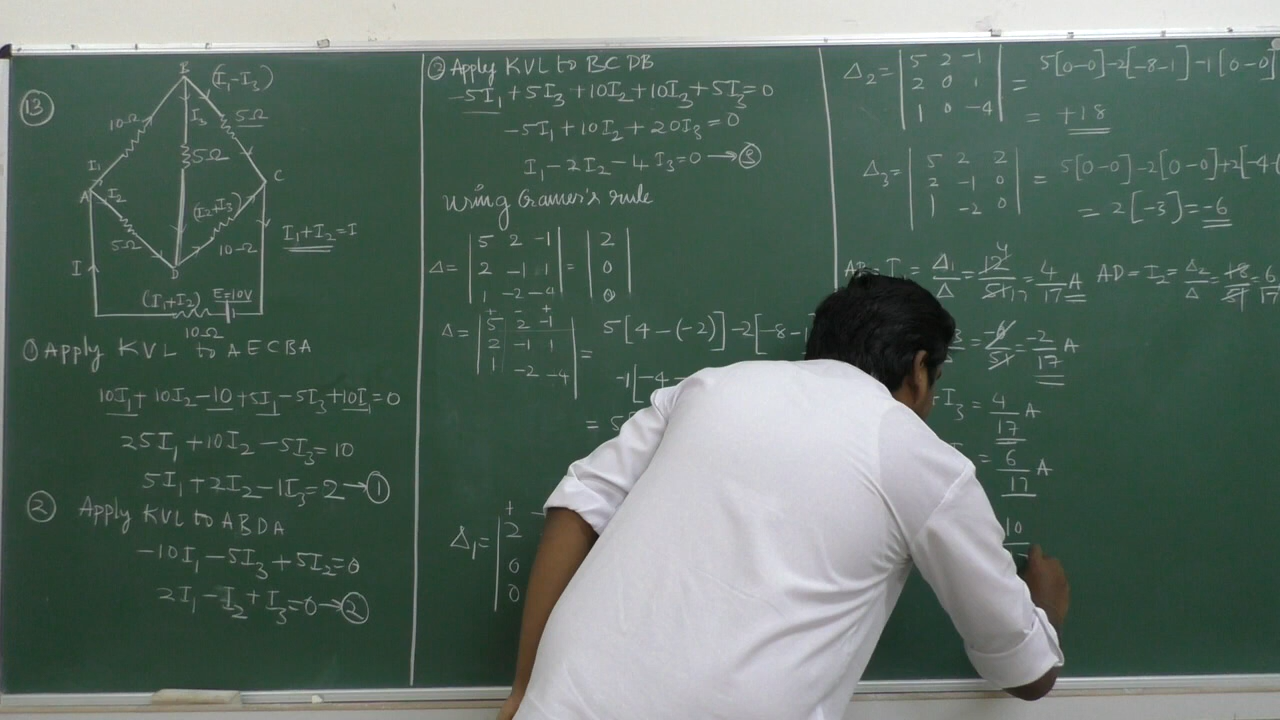 13
B
(I₁-I₃)
10Ω
I₃
5Ω
5Ω
I₁
C
A
I₂
(I₂+I₃)
5Ω
10Ω
I₁+I₂=I
D
I
(I₁+I₂)
E=10V
10Ω
① Apply KVL to AECBA
10I₁+10I₂-10+5I₁-5I₃+10I₁=0
25I₁+10I₂-5I₃=10
5I₁+2I₂-1I₃=2→①
② Apply KVL to ABDA
-10I₁-5I₃+5I₂=0
2I₁-I₂+I₃=0→②
③ Apply KVL to BCDB
-5I₁+5I₃+10I₂+10I₃+5I₃=0
-5I₁+10I₂+20I₃=0
I₁-2I₂-4I₃=0→③
Using Cramer's rule
5 2 -1 2
Δ= 2 -1 1 = 0
1 -2 -4 0
+ - +
5 2 -1
Δ= 2 -1 1 = 5[4-(-2)]-2[-8-1
1 -2 -4
-1[-4-
= 5
+ -
Δ₁= 2
0
0
Δ₂= 5 2 -1
2 0 1 = 5[0-0]-2[-8-1]-1[0-0]
1 0 -4
= +18
Δ₃= 5 2 2
2 -1 0 = 5[0-0]-2[0-0]+2[-4-(
1 -2 0
= 2[-3]=-6
AB=I₁=Δ₁/Δ=12/51=4/17 A AD=I₂=Δ₂/Δ=18/51=6/17
3=-6/51=-2/17 A
-I₃=4/17 A
=6/17 A
10